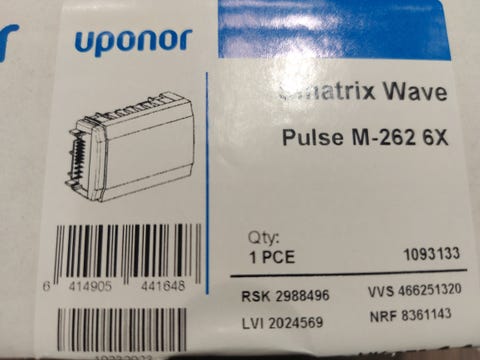 uponor
Smatrix Wave
Pulse M-262 6X
Qty:
1 PCE 1093133
6 414905 441648
RSK 2988496 VVS 466251320
LVI 2024569 NRF 8361143